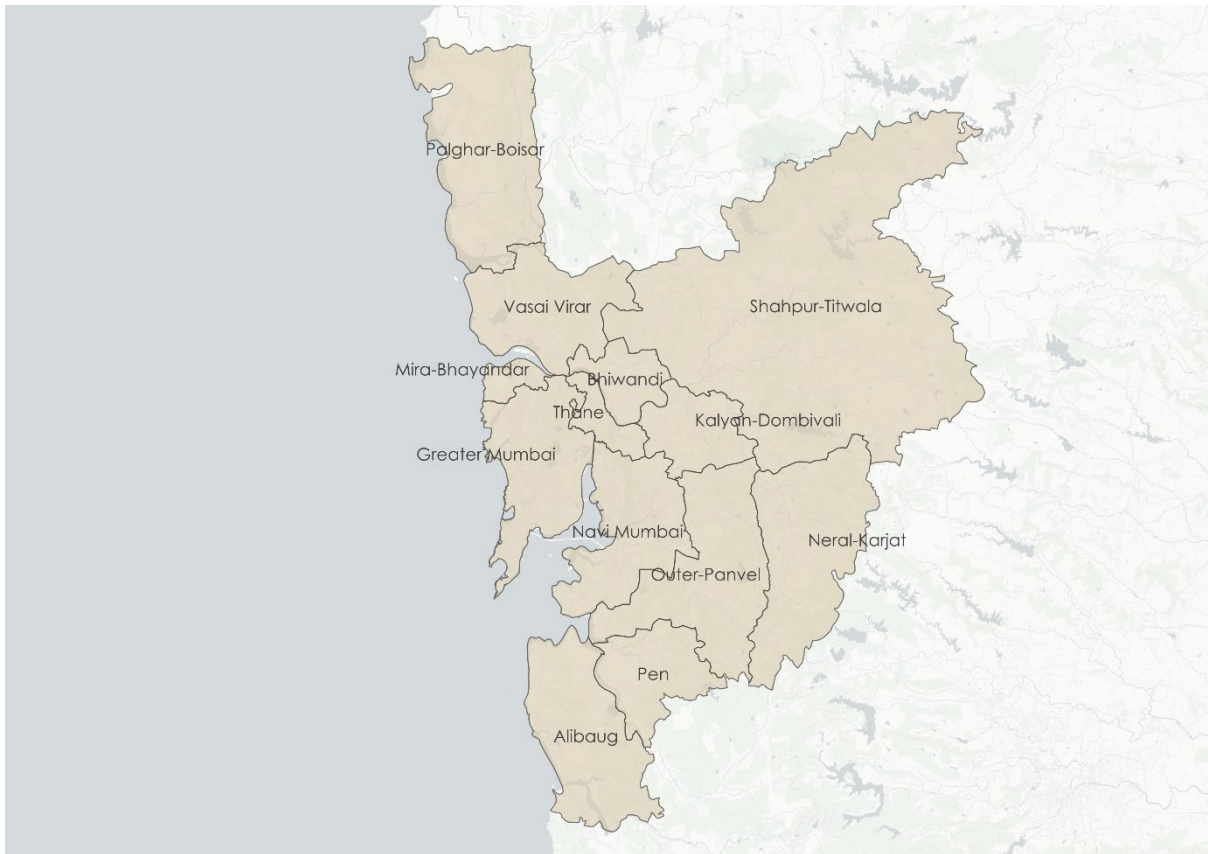 Palghar-Boisar
Vasai Virar
Shahpur-Titwala
Mira-Bhayandar
Bhiwandi
Thane
Kalyan-Dombivali
Greater Mumbai
Navi Mumbai
Neral-Karjat
Outer-Panvel
Pen
Alibaug